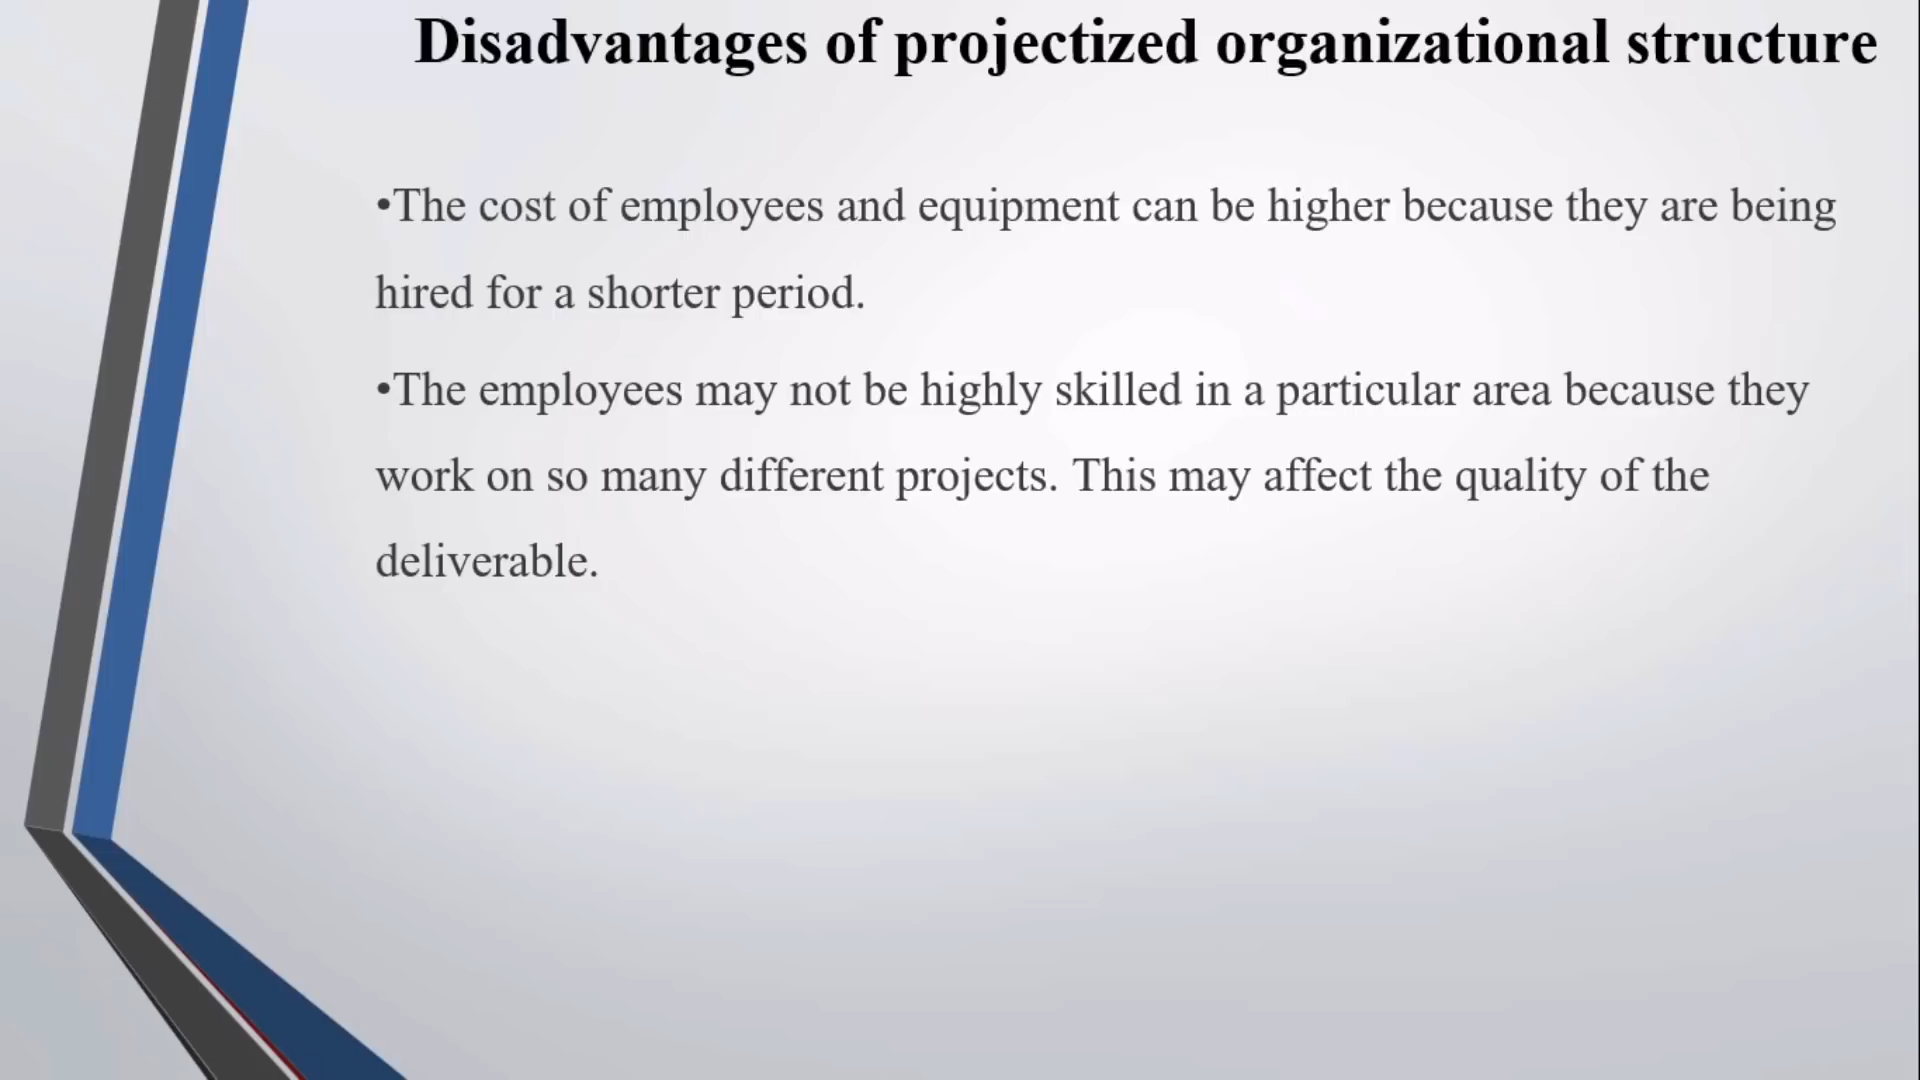 Disadvantages of projectized organizational structure
•The cost of employees and equipment can be higher because they are being
hired for a shorter period.
•The employees may not be highly skilled in a particular area because they
work on so many different projects. This may affect the quality of the
deliverable.